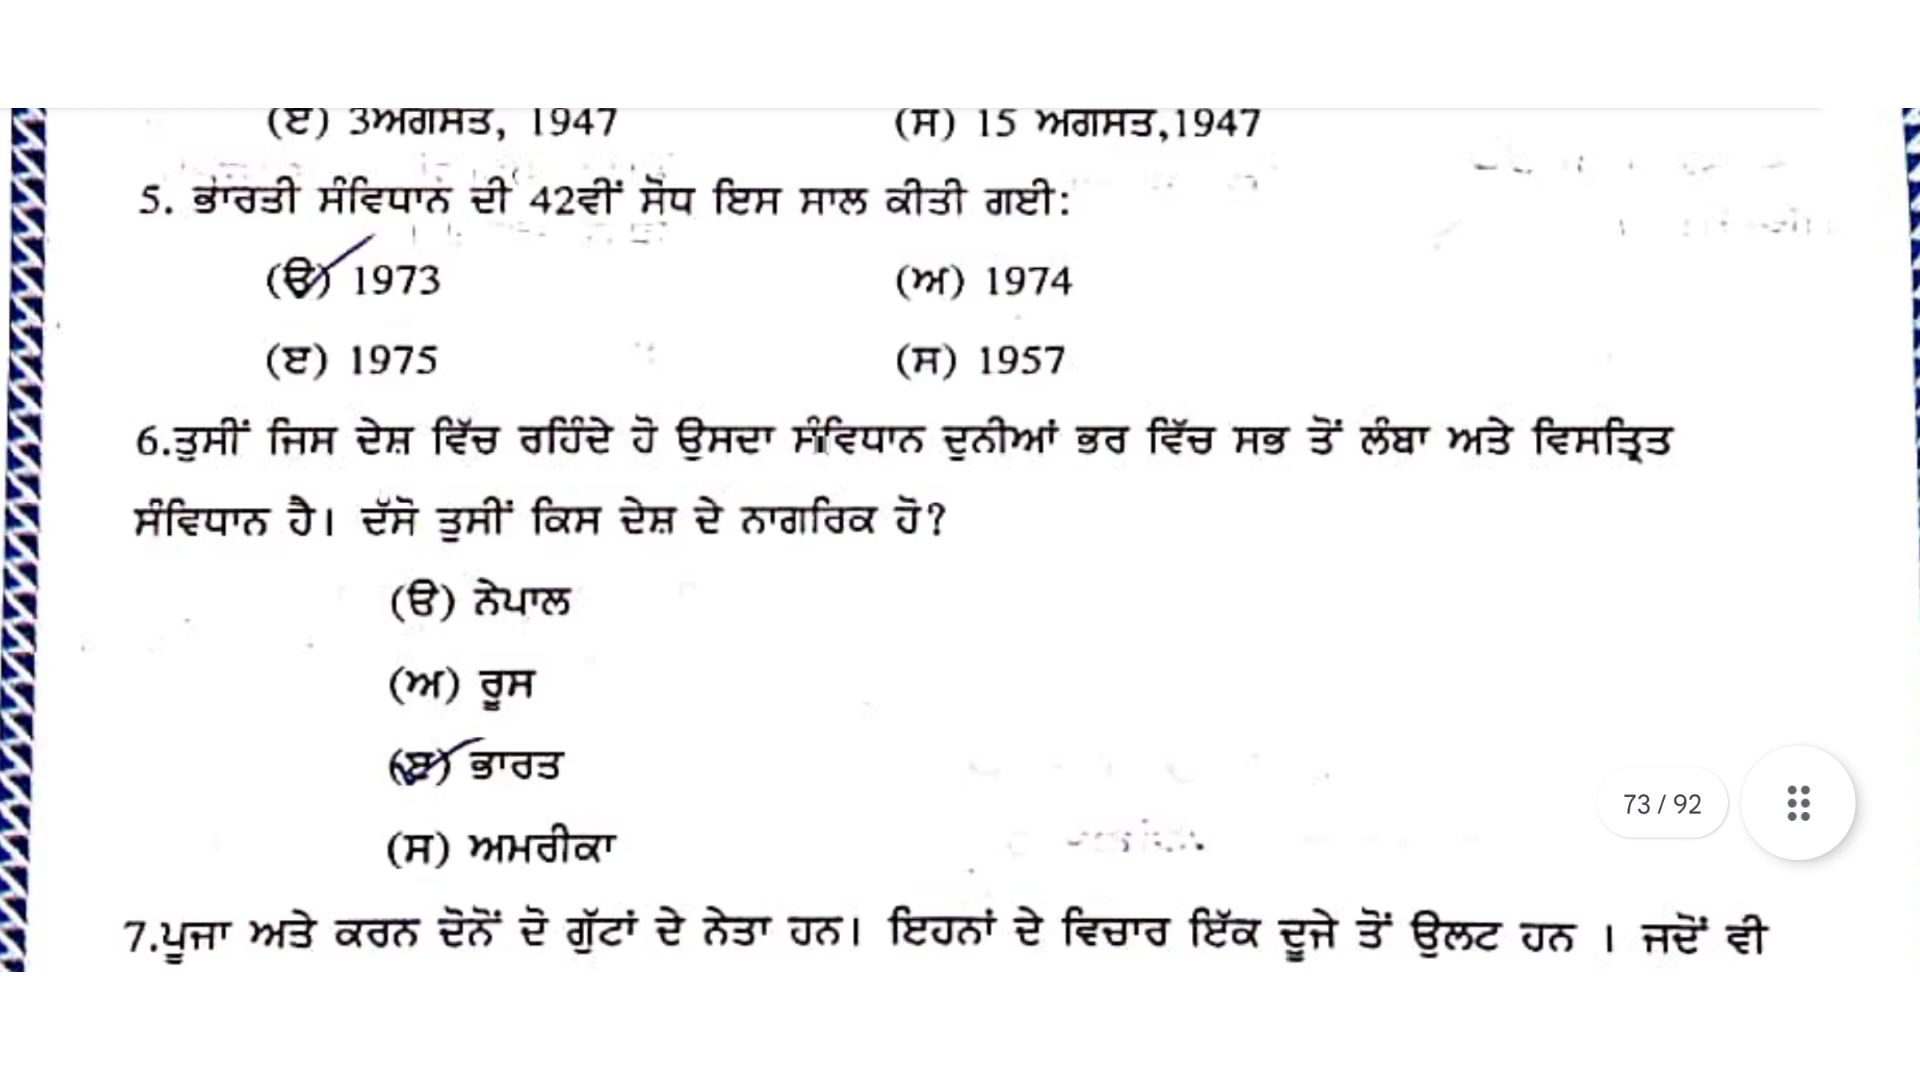 (ੲ) 3ਅਗਸਤ, 1947 (ਸ) 15 ਅਗਸਤ,1947
5. ਭਾਰਤੀ ਸੰਵਿਧਾਨ ਦੀ 42ਵੀਂ ਸੋਧ ਇਸ ਸਾਲ ਕੀਤੀ ਗਈ:
(ੳ) 1973 (ਅ) 1974
(ੲ) 1975 (ਸ) 1957
6.ਤੁਸੀਂ ਜਿਸ ਦੇਸ਼ ਵਿੱਚ ਰਹਿੰਦੇ ਹੋ ਉਸਦਾ ਸੰਵਿਧਾਨ ਦੁਨੀਆਂ ਭਰ ਵਿੱਚ ਸਭ ਤੋਂ ਲੰਬਾ ਅਤੇ ਵਿਸਤ੍ਰਿਤ
ਸੰਵਿਧਾਨ ਹੈ। ਦੱਸੋ ਤੁਸੀਂ ਕਿਸ ਦੇਸ਼ ਦੇ ਨਾਗਰਿਕ ਹੋ?
(ੳ) ਨੇਪਾਲ
(ਅ) ਰੂਸ
(ੲ) ਭਾਰਤ
(ਸ) ਅਮਰੀਕਾ
73 / 92
7.ਪੂਜਾ ਅਤੇ ਕਰਨ ਦੋਨੋਂ ਦੋ ਗੁੱਟਾਂ ਦੇ ਨੇਤਾ ਹਨ। ਇਹਨਾਂ ਦੇ ਵਿਚਾਰ ਇੱਕ ਦੂਜੇ ਤੋਂ ਉਲਟ ਹਨ । ਜਦੋਂ ਵੀ